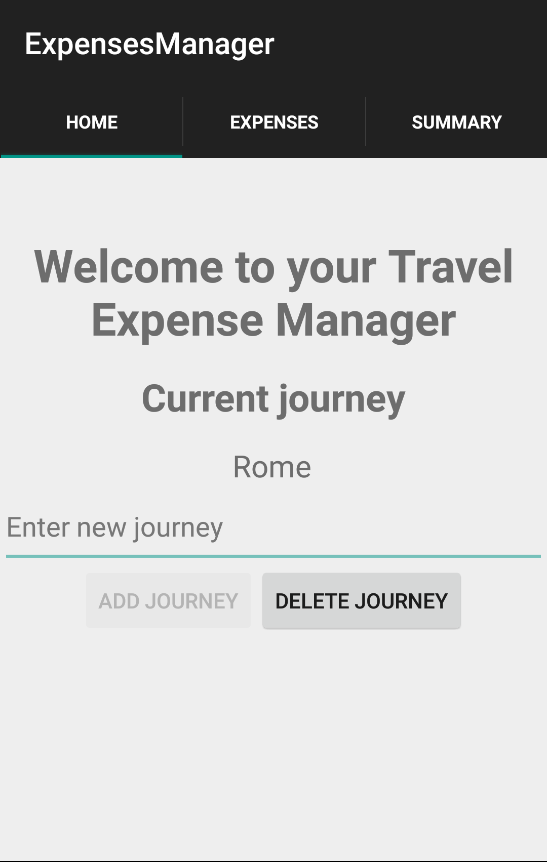 ExpensesManager
HOME EXPENSES SUMMARY
Welcome to your Travel
Expense Manager
Current journey
Rome
Enter new journey
ADD JOURNEY DELETE JOURNEY